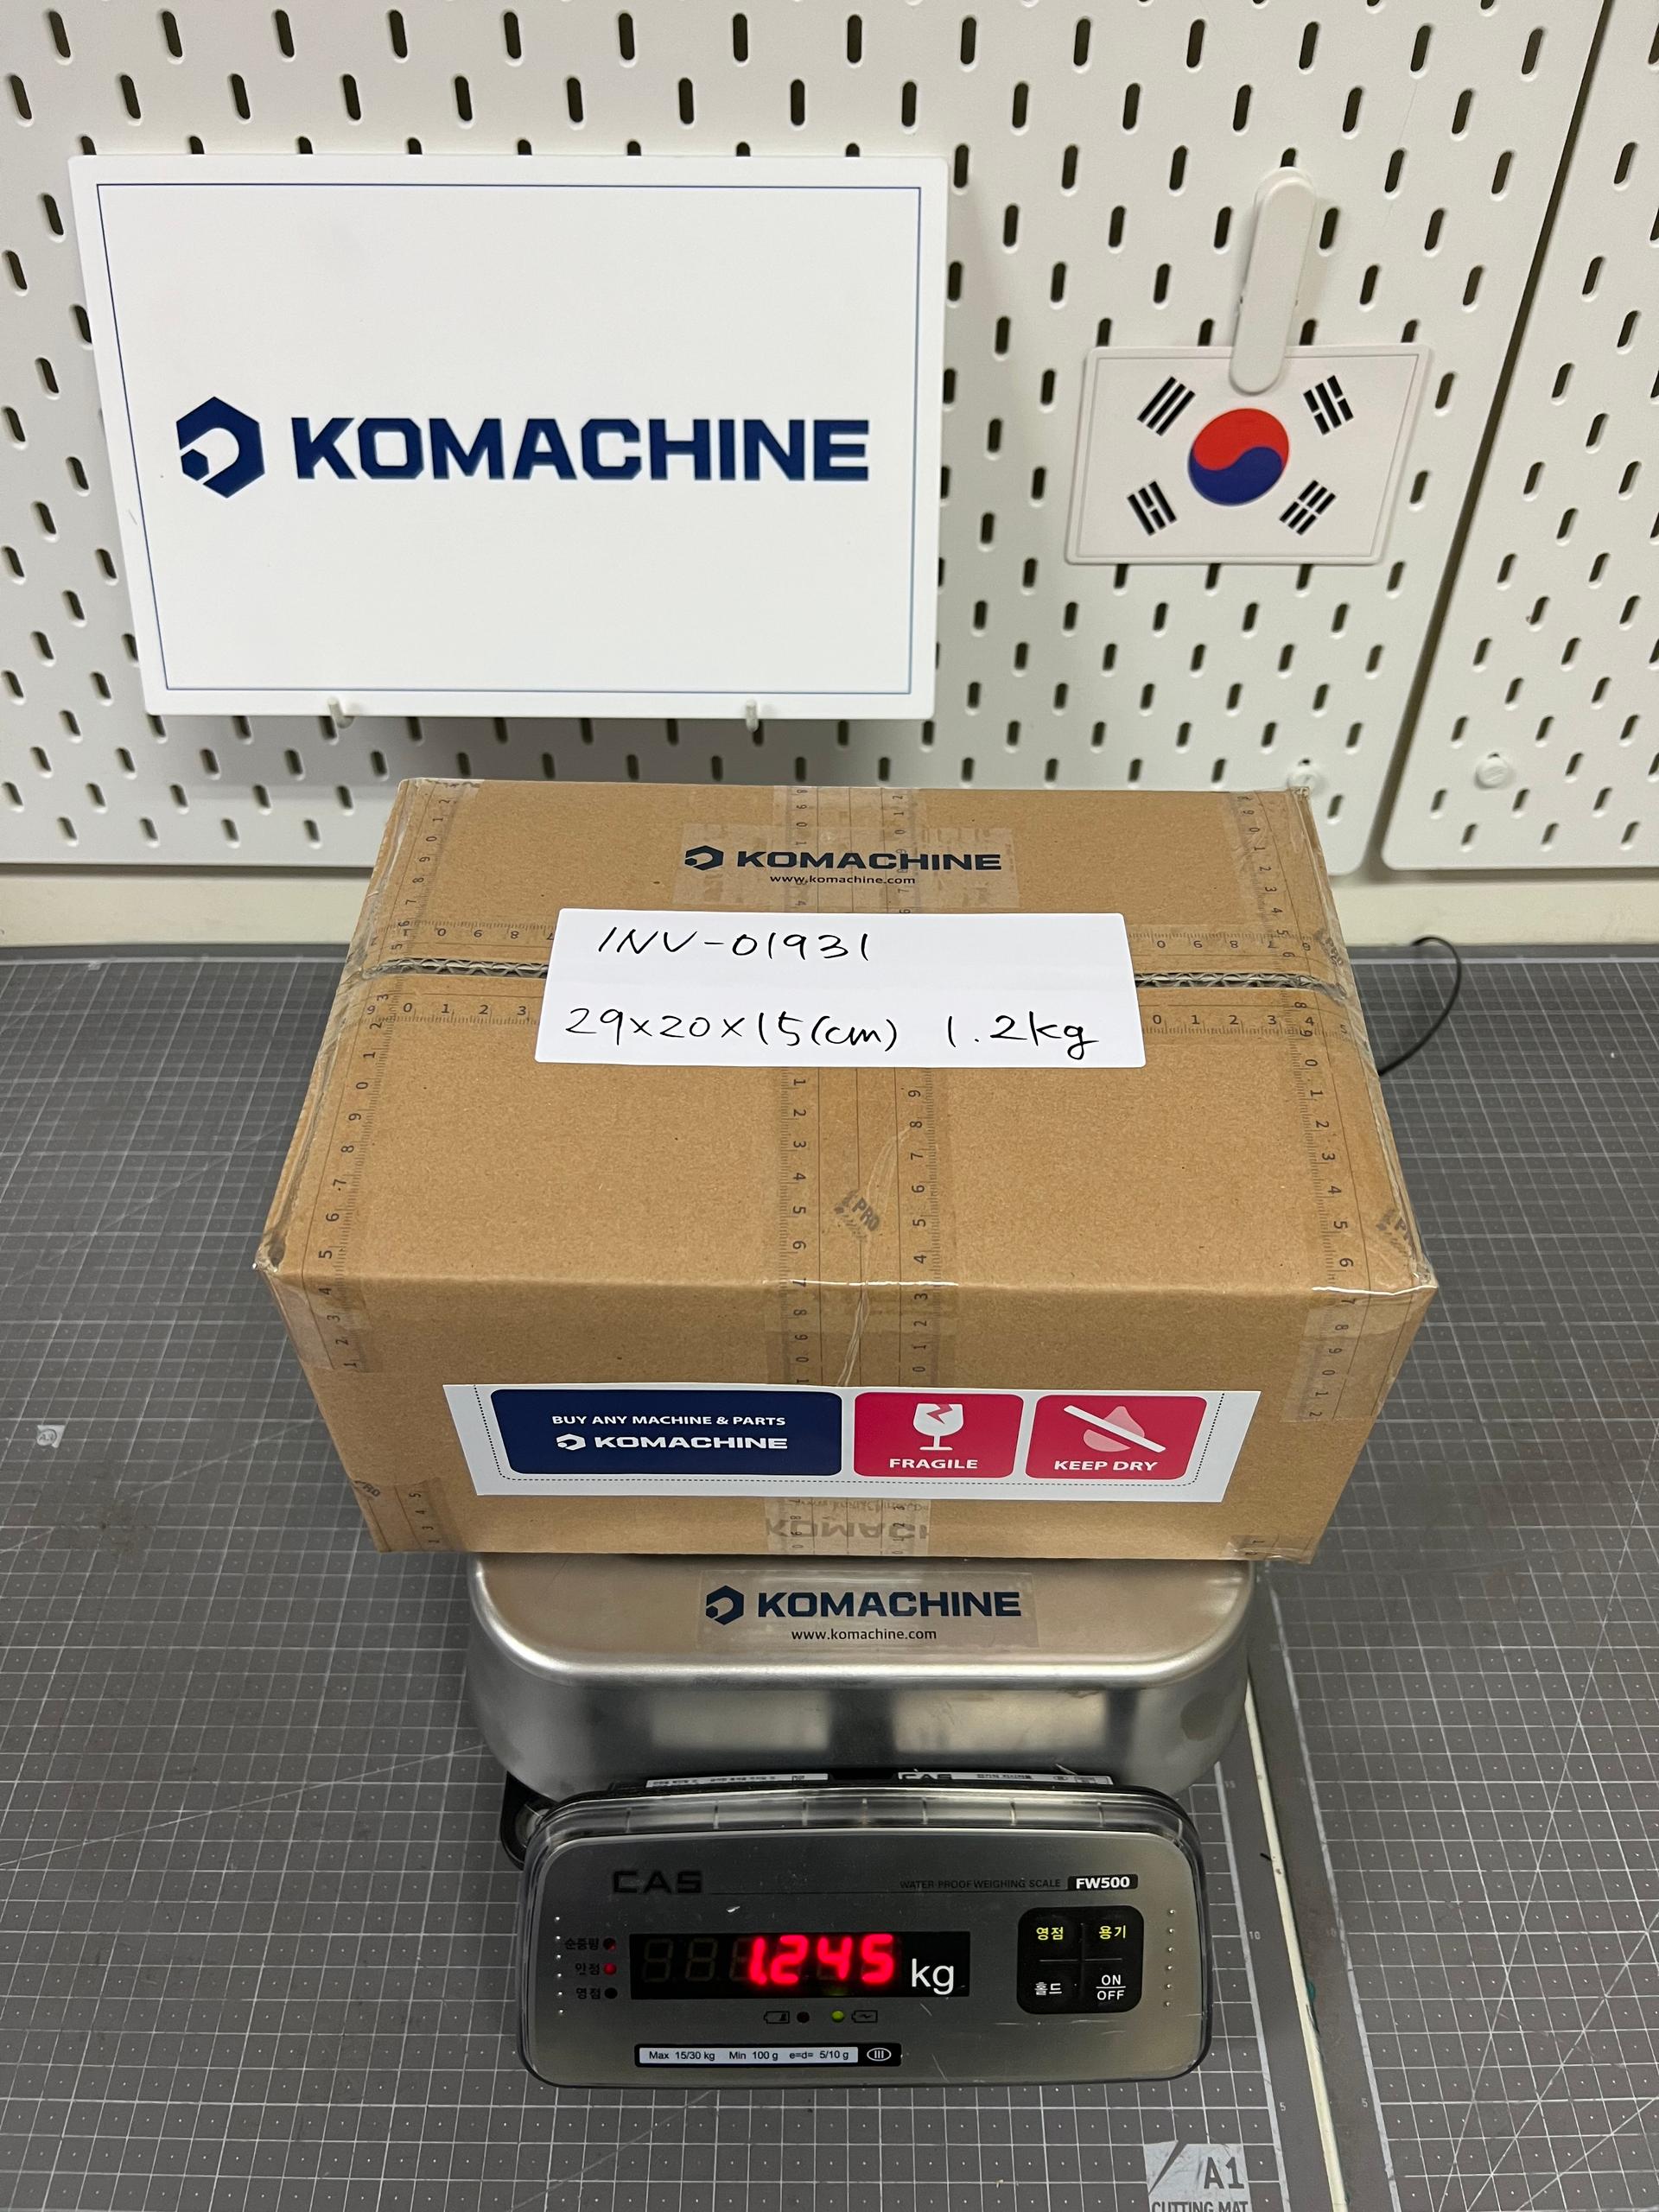 KOMACHINE
KOMACHINE
www.komachine.com
INV-01931
29x20x15(cm) 1.2kg
PRO
BUY ANY MACHINE & PARTS
KOMACHINE
FRAGILE
KEEP DRY
KOMACHINE
www.komachine.com
CAS
WATER PROOF WEIGHING SCALE FW500
순중량
안정
영점
1.245 kg
영점 용기
홀드 ON
OFF
Max 15/30 kg Min 100 g e=d= 5/10 g III
A1
CUTTING MAT